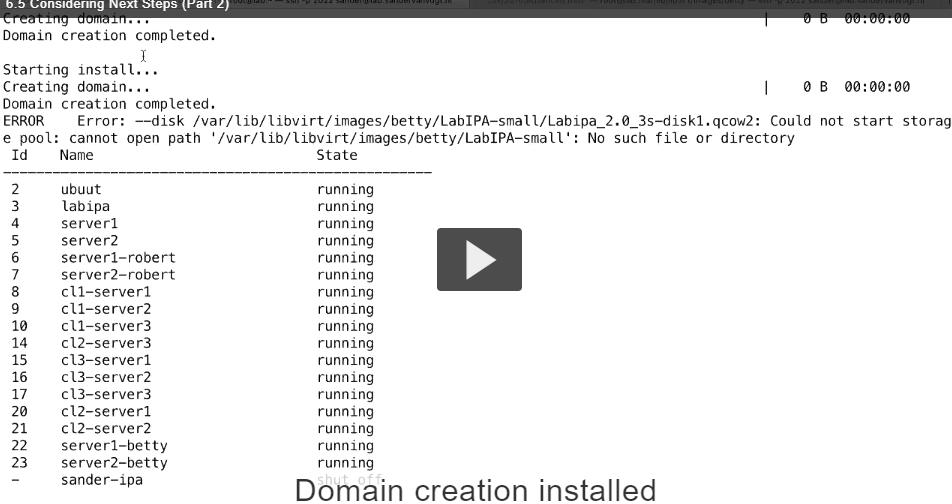 6.5 Considering Next Steps (Part 2)
Creating domain... | 0 B 00:00:00
Domain creation completed.
Starting install...
Creating domain... | 0 B 00:00:00
Domain creation completed.
ERROR Error: --disk /var/lib/libvirt/images/betty/LabIPA-small/Labipa_2.0_3s-disk1.qcow2: Could not start storag
e pool: cannot open path '/var/lib/libvirt/images/betty/LabIPA-small': No such file or directory
Id Name State
----------------------------------------------------
2 ubuut running
3 labipa running
4 server1 running
5 server2 running
6 server1-robert running
7 server2-robert running
8 cl1-server1 running
9 cl1-server2 running
10 cl1-server3 running
14 cl2-server3 running
15 cl3-server1 running
16 cl3-server2 running
17 cl3-server3 running
20 cl2-server1 running
21 cl2-server2 running
22 server1-betty running
23 server2-betty running
- sander-ipa shut off
Domain creation installed